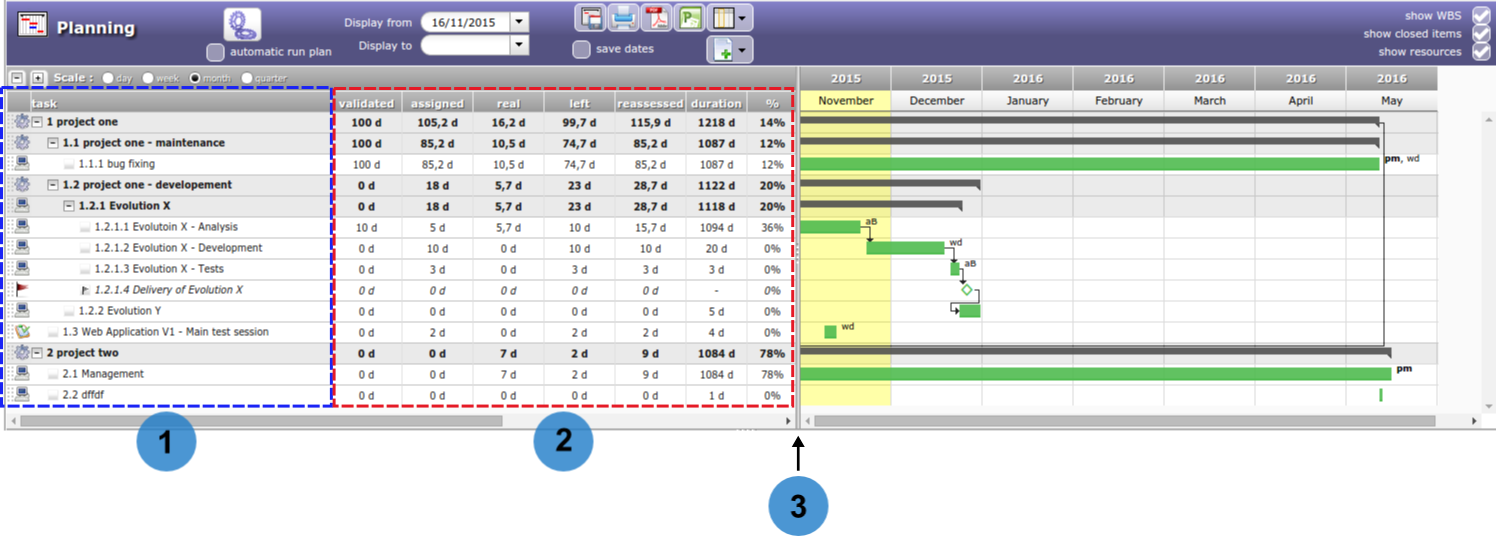 Planning
automatic run plan
Display from 16/11/2015
Display to
save dates
show WBS
show closed items
show resources
Scale : day week month quarter
2015 2015 2016 2016 2016 2016 2016
November December January February March April May
task validated assigned real left reassessed duration %
1 project one 100 d 105,2 d 16,2 d 99,7 d 115,9 d 1218 d 14%
1.1 project one - maintenance 100 d 85,2 d 10,5 d 74,7 d 85,2 d 1087 d 12%
1.1.1 bug fixing 100 d 85,2 d 10,5 d 74,7 d 85,2 d 1087 d 12% pm, wd
1.2 project one - developement 0 d 18 d 5,7 d 23 d 28,7 d 1122 d 20%
1.2.1 Evolution X 0 d 18 d 5,7 d 23 d 28,7 d 1118 d 20%
1.2.1.1 Evolutoin X - Analysis 10 d 5 d 5,7 d 10 d 15,7 d 1094 d 36% aB
1.2.1.2 Evolution X - Development 0 d 10 d 0 d 10 d 10 d 20 d 0% wd
1.2.1.3 Evolution X - Tests 0 d 3 d 0 d 3 d 3 d 3 d 0% aB
1.2.1.4 Delivery of Evolution X 0 d 0 d 0 d 0 d 0 d - 0%
1.2.2 Evolution Y 0 d 0 d 0 d 0 d 0 d 5 d 0%
1.3 Web Application V1 - Main test session 0 d 2 d 0 d 2 d 2 d 4 d 0% wd
2 project two 0 d 0 d 7 d 2 d 9 d 1084 d 78%
2.1 Management 0 d 0 d 7 d 2 d 9 d 1084 d 78% pm
2.2 dffdf 0 d 0 d 0 d 0 d 0 d 1 d 0%
1
2
3